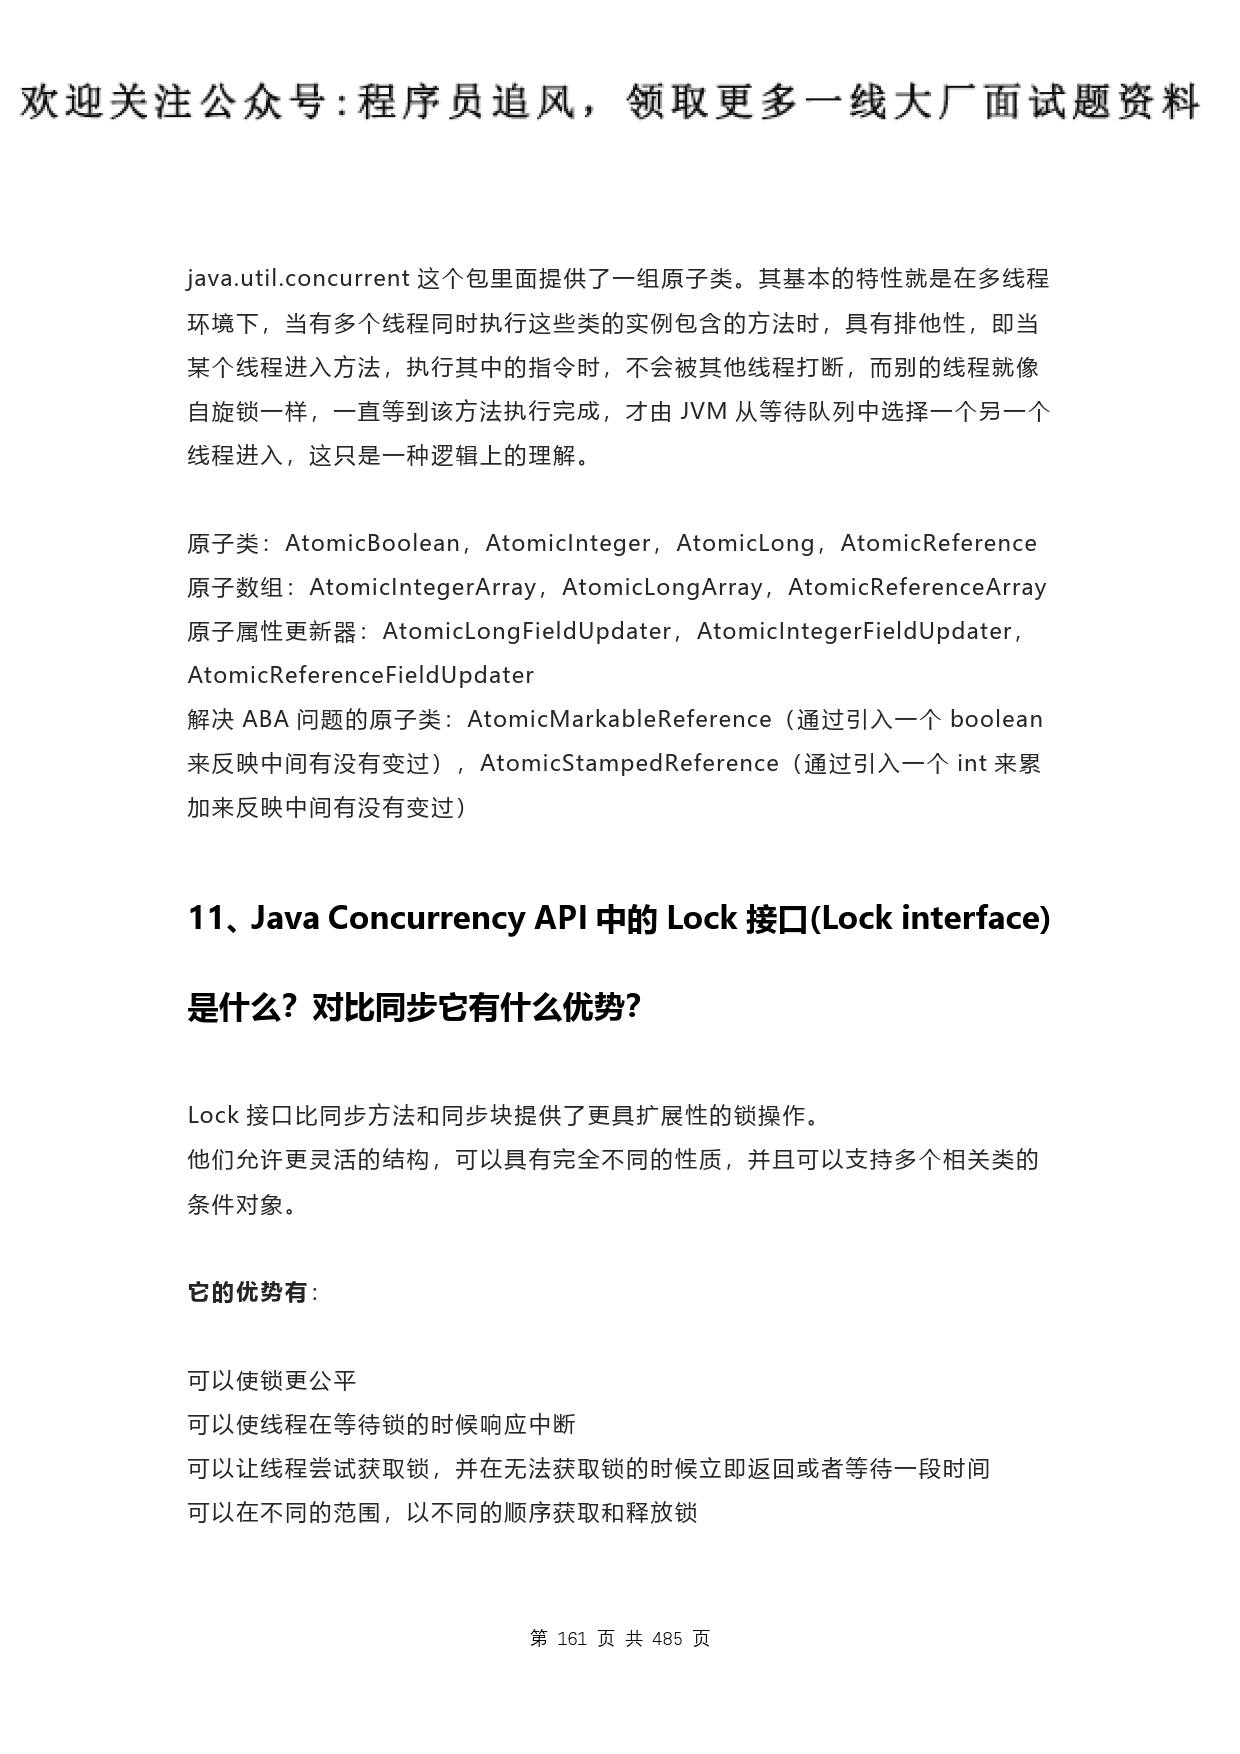 欢迎关注公众号:程序员追风，领取更多一线大厂面试题资料
java.util.concurrent 这个包里面提供了一组原子类。其基本的特性就是在多线程
环境下，当有多个线程同时执行这些类的实例包含的方法时，具有排他性，即当
某个线程进入方法，执行其中的指令时，不会被其他线程打断，而别的线程就像
自旋锁一样，一直等到该方法执行完成，才由 JVM 从等待队列中选择一个另一个
线程进入，这只是一种逻辑上的理解。
原子类：AtomicBoolean，AtomicInteger，AtomicLong，AtomicReference
原子数组：AtomicIntegerArray，AtomicLongArray，AtomicReferenceArray
原子属性更新器：AtomicLongFieldUpdater，AtomicIntegerFieldUpdater，
AtomicReferenceFieldUpdater
解决 ABA 问题的原子类：AtomicMarkableReference（通过引入一个 boolean
来反映中间有没有变过），AtomicStampedReference（通过引入一个 int 来累
加来反映中间有没有变过）
11、Java Concurrency API 中的 Lock 接口(Lock interface)
是什么？对比同步它有什么优势？
Lock 接口比同步方法和同步块提供了更具扩展性的锁操作。
他们允许更灵活的结构，可以具有完全不同的性质，并且可以支持多个相关类的
条件对象。
它的优势有：
可以使锁更公平
可以使线程在等待锁的时候响应中断
可以让线程尝试获取锁，并在无法获取锁的时候立即返回或者等待一段时间
可以在不同的范围，以不同的顺序获取和释放锁
第 161 页 共 485 页